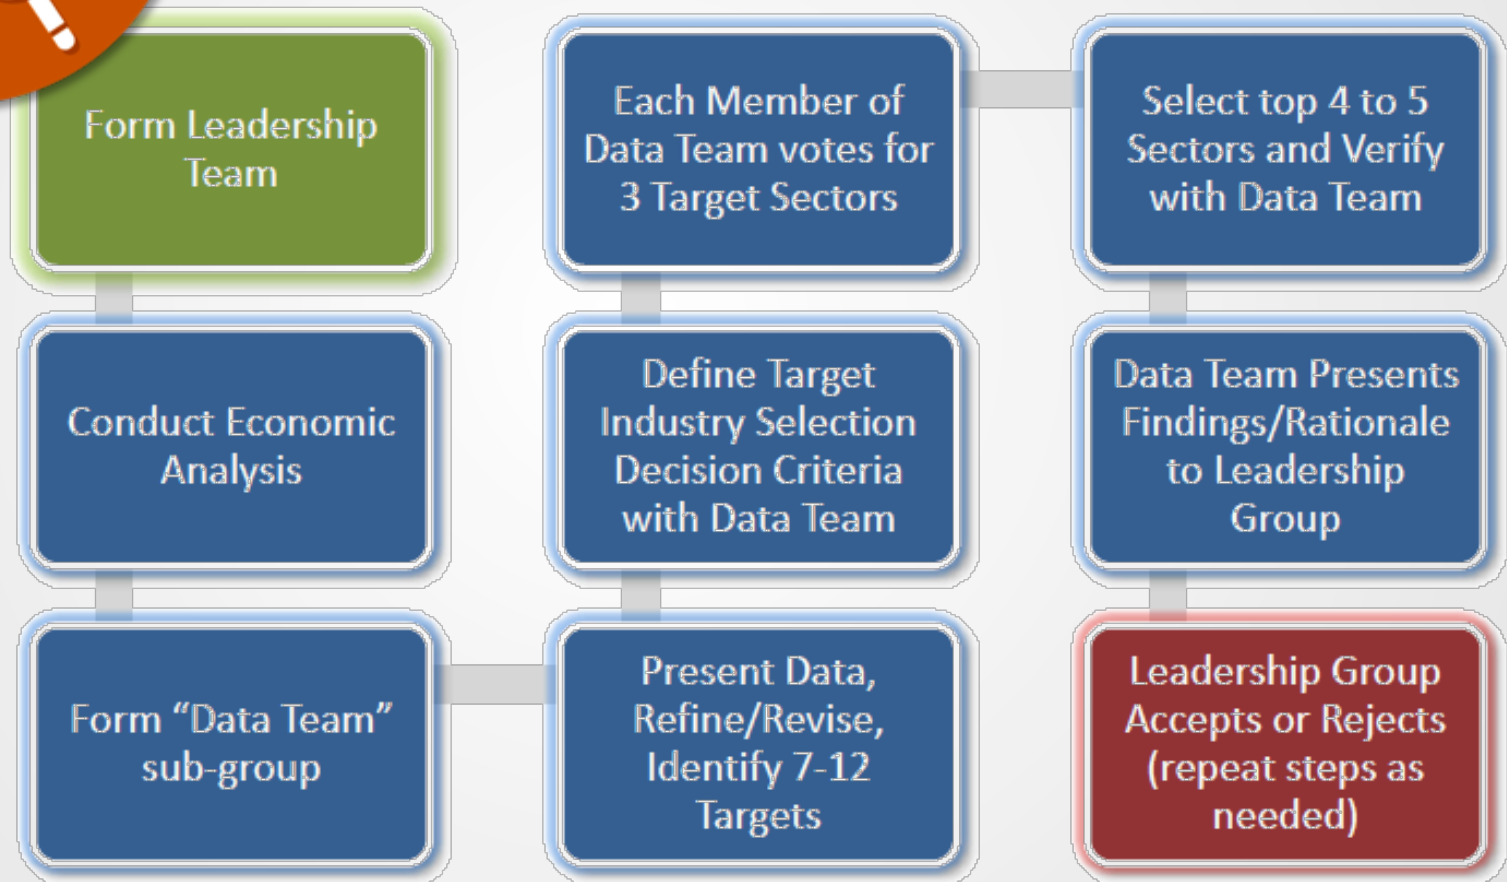 Form Leadership
Team
Conduct Economic
Analysis
Form “Data Team”
sub-group
Present Data,
Refine/Revise,
Identify 7-12
Targets
Define Target
Industry Selection
Decision Criteria
with Data Team
Each Member of
Data Team votes for
3 Target Sectors
Select top 4 to 5
Sectors and Verify
with Data Team
Data Team Presents
Findings/Rationale
to Leadership
Group
Leadership Group
Accepts or Rejects
(repeat steps as
needed)